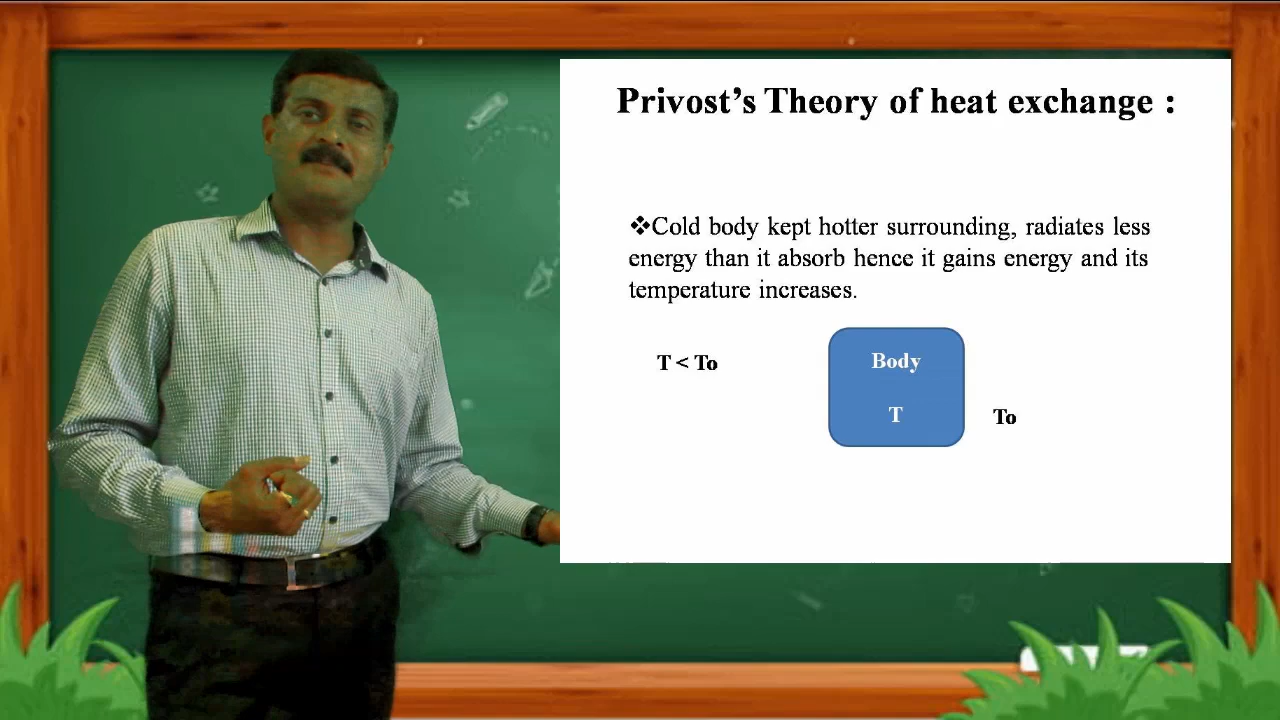 Privost’s Theory of heat exchange :
❖Cold body kept hotter surrounding, radiates less
energy than it absorb hence it gains energy and its
temperature increases.
T < To
Body
T
To